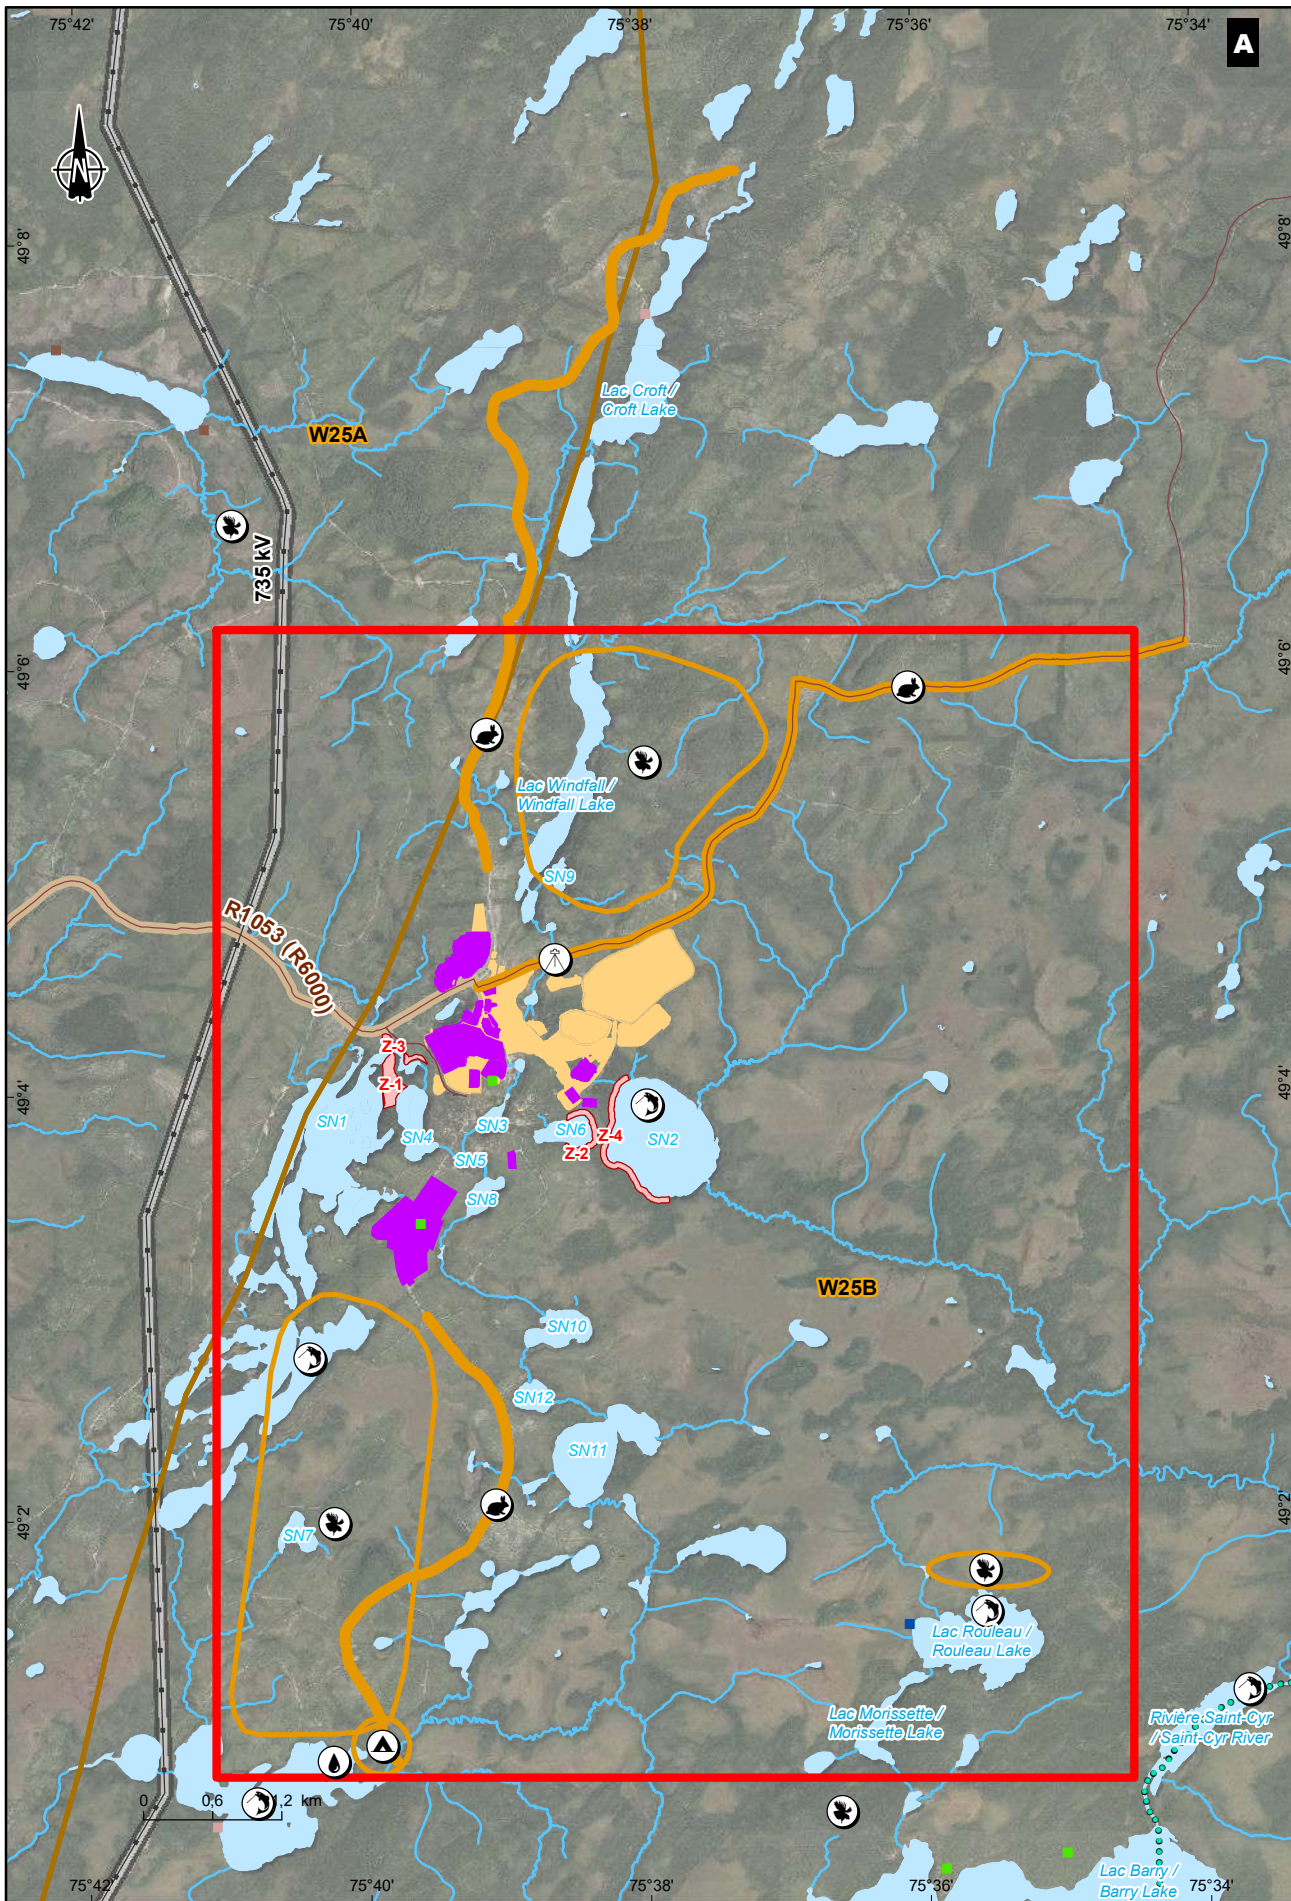 75°42'
75°40'
75°38'
75°36'
75°34'
A
N
49°8'
49°8'
Lac Croft /
Croft Lake
W25A
735 kV
49°6'
49°6'
Lac Windfall /
Windfall Lake
SN9
R1053 (R6000)
Z-3
Z-1
49°4'
49°4'
SN1
SN4
SN3
SN6
SN2
Z-4
Z-2
SN5
SN8
W25B
SN10
SN12
SN11
49°2'
49°2'
SN7
Lac Rouleau /
Rouleau Lake
Lac Morissette /
Morissette Lake
Rivière Saint-Cyr
/ Saint-Cyr River
0 0,6 1,2 km
Lac Barry /
Barry Lake
75°42'
75°40'
75°38'
75°36'
75°34'